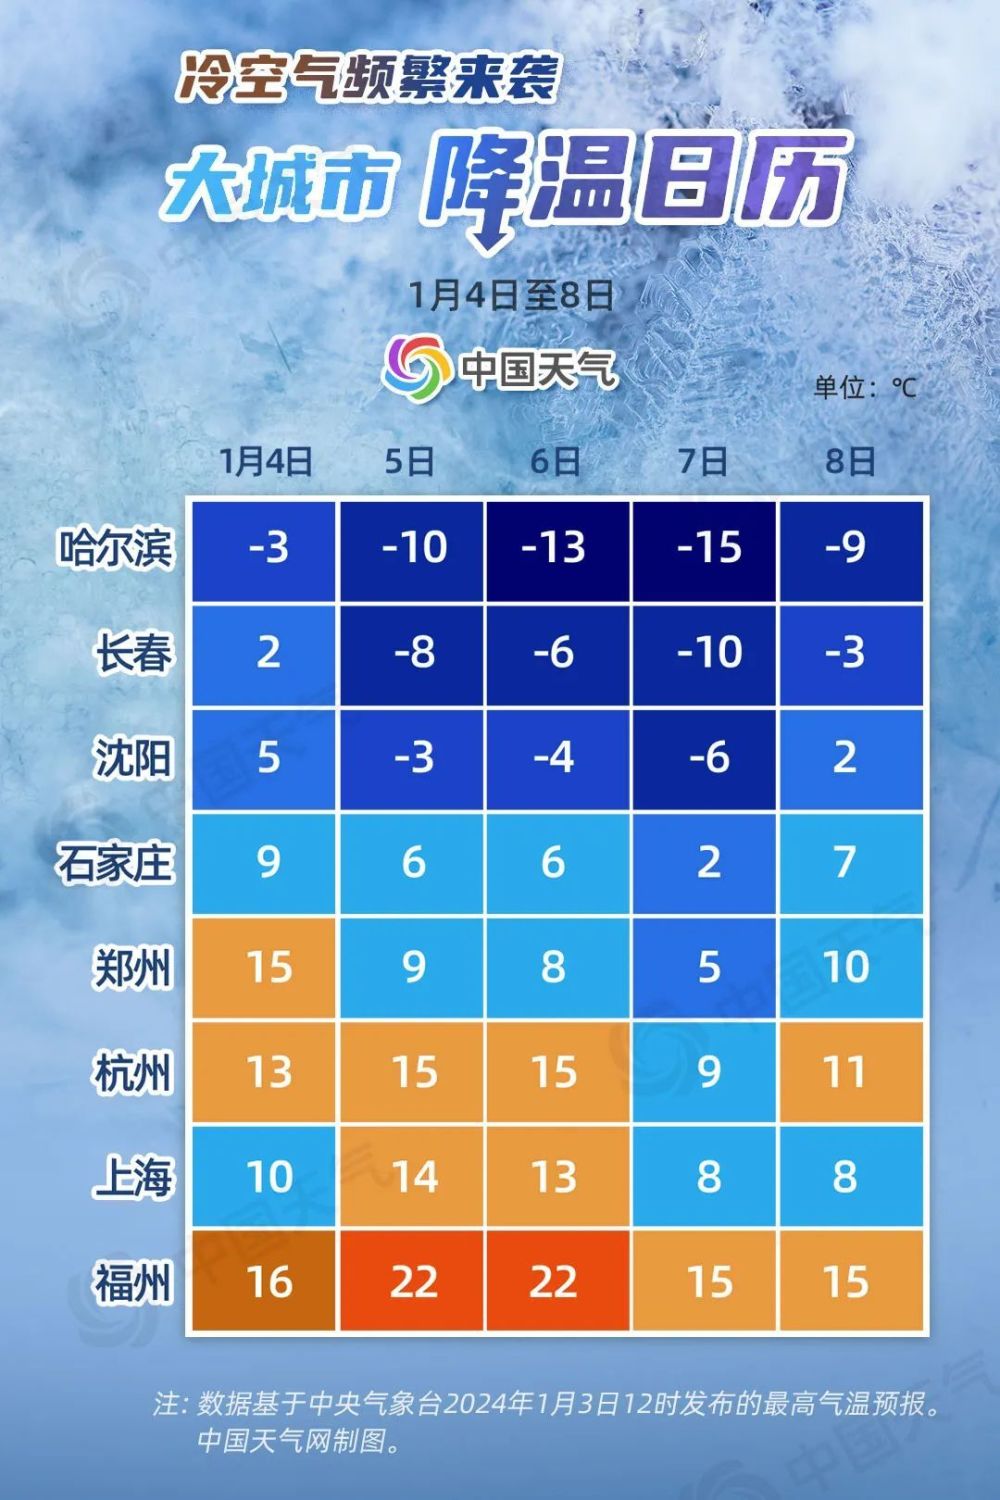 冷空气频繁来袭
大城市 降温日历
1月4日至8日
中国天气
单位：℃
1月4日 5日 6日 7日 8日
哈尔滨 -3 -10 -13 -15 -9
长春 2 -8 -6 -10 -3
沈阳 5 -3 -4 -6 2
石家庄 9 6 6 2 7
郑州 15 9 8 5 10
杭州 13 15 15 9 11
上海 10 14 13 8 8
福州 16 22 22 15 15
注：数据基于中央气象台2024年1月3日12时发布的最高气温预报。
中国天气网制图。